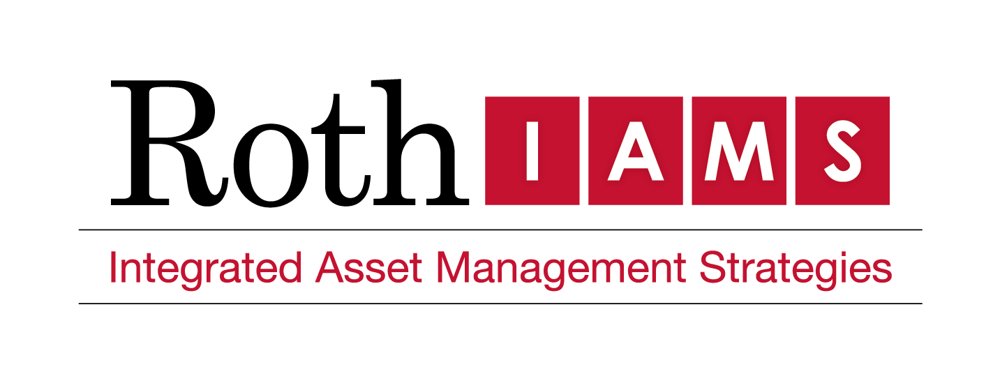 Roth IAMS
Integrated Asset Management Strategies